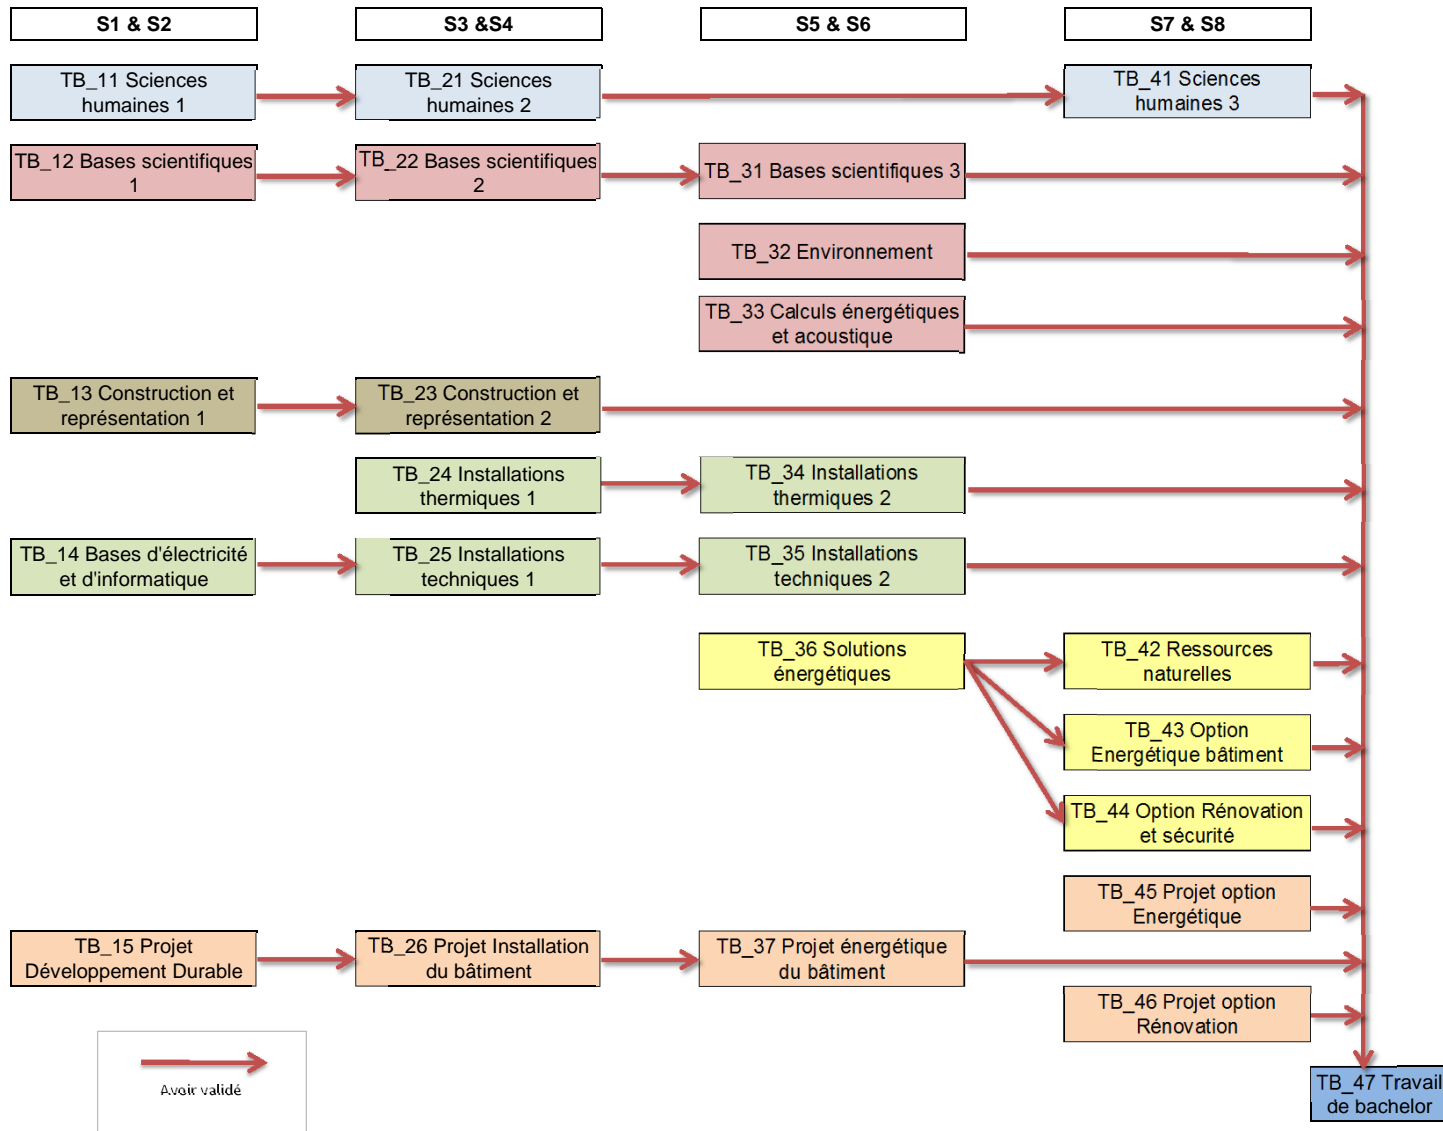 S1 & S2
S3 &S4
S5 & S6
S7 & S8
TB_11 Sciences
humaines 1
TB_21 Sciences
humaines 2
TB_41 Sciences
humaines 3
TB_12 Bases scientifiques
1
TB_22 Bases scientifiques
2
TB_31 Bases scientifiques 3
TB_32 Environnement
TB_33 Calculs énergétiques
et acoustique
TB_13 Construction et
représentation 1
TB_23 Construction et
représentation 2
TB_24 Installations
thermiques 1
TB_34 Installations
thermiques 2
TB_14 Bases d'électricité
et d'informatique
TB_25 Installations
techniques 1
TB_35 Installations
techniques 2
TB_36 Solutions
énergétiques
TB_42 Ressources
naturelles
TB_43 Option
Energétique bâtiment
TB_44 Option Rénovation
et sécurité
TB_45 Projet option
Energétique
TB_15 Projet
Développement Durable
TB_26 Projet Installation
du bâtiment
TB_37 Projet énergétique
du bâtiment
TB_46 Projet option
Rénovation
Avoir validé
TB_47 Travail
de bachelor